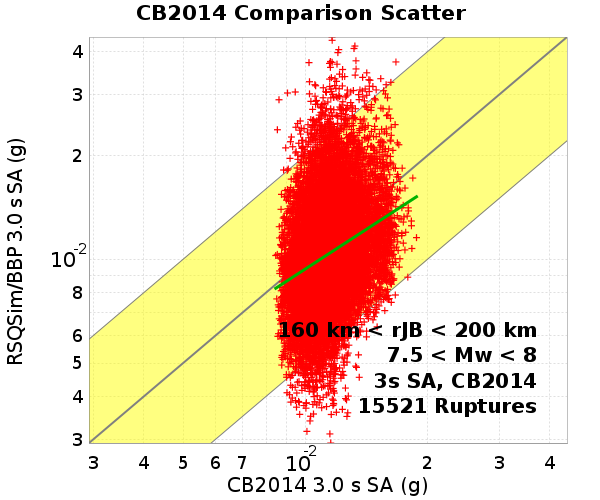 CB2014 Comparison Scatter
RSQSim/BBP 3.0 s SA (g)
4
3
2
10-2
8
6
5
4
3
160 km < rJB < 200 km
7.5 < Mw < 8
3s SA, CB2014
15521 Ruptures
3 4 5 6 7 10-2 2 3 4
CB2014 3.0 s SA (g)